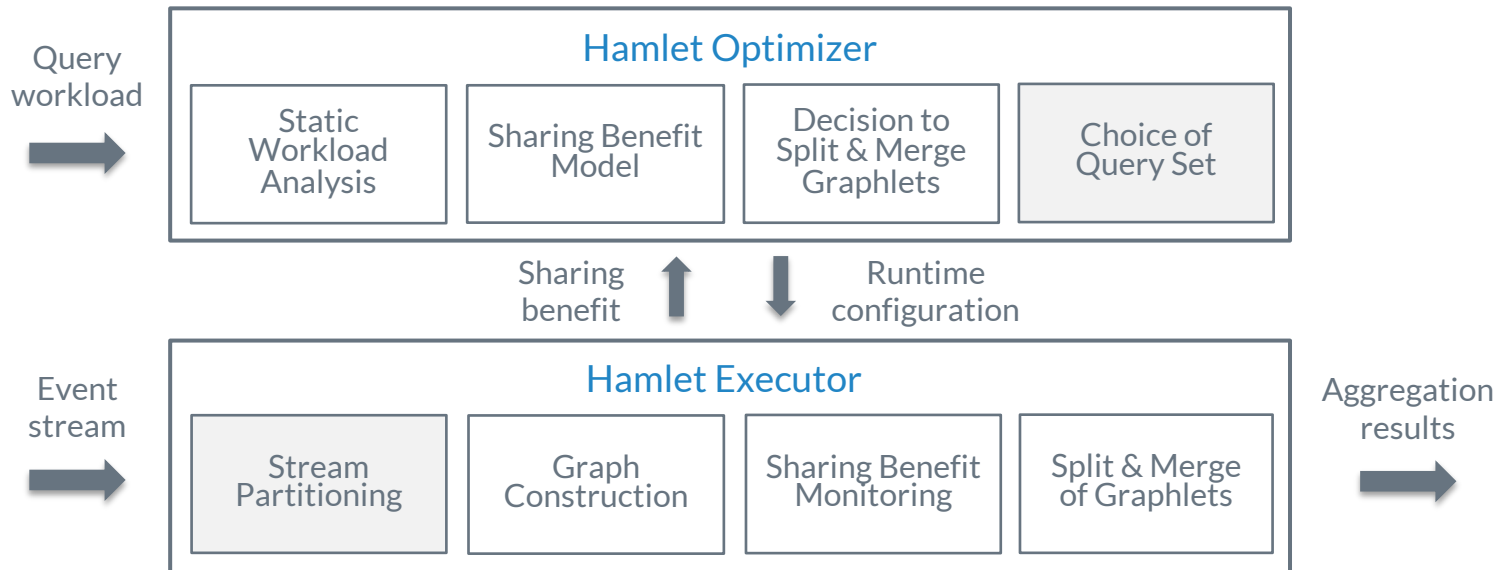 Query
workload
Hamlet Optimizer
Static
Workload
Analysis
Sharing Benefit
Model
Decision to
Split & Merge
Graphlets
Choice of
Query Set
Sharing
benefit
Runtime
configuration
Event
stream
Hamlet Executor
Stream
Partitioning
Graph
Construction
Sharing Benefit
Monitoring
Split & Merge
of Graphlets
Aggregation
results